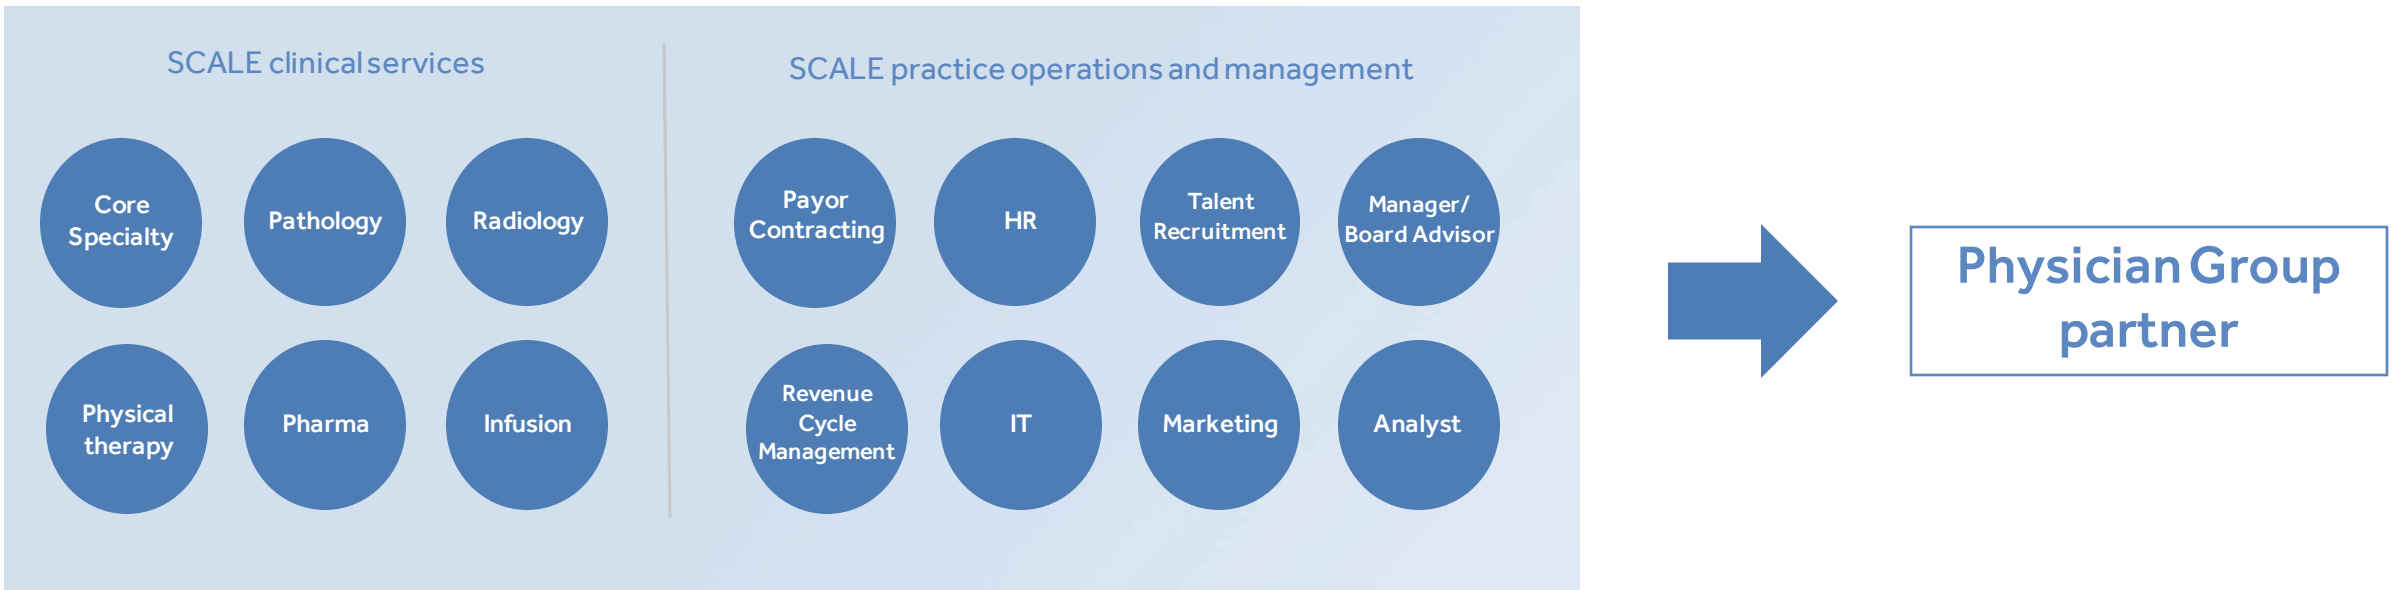 SCALE clinical services
SCALE practice operations and management
Core
Specialty
Pathology
Radiology
Payor
Contracting
HR
Talent
Recruitment
Manager/
Board Advisor
Physical
therapy
Pharma
Infusion
Revenue
Cycle
Management
IT
Marketing
Analyst
Physician Group
partner